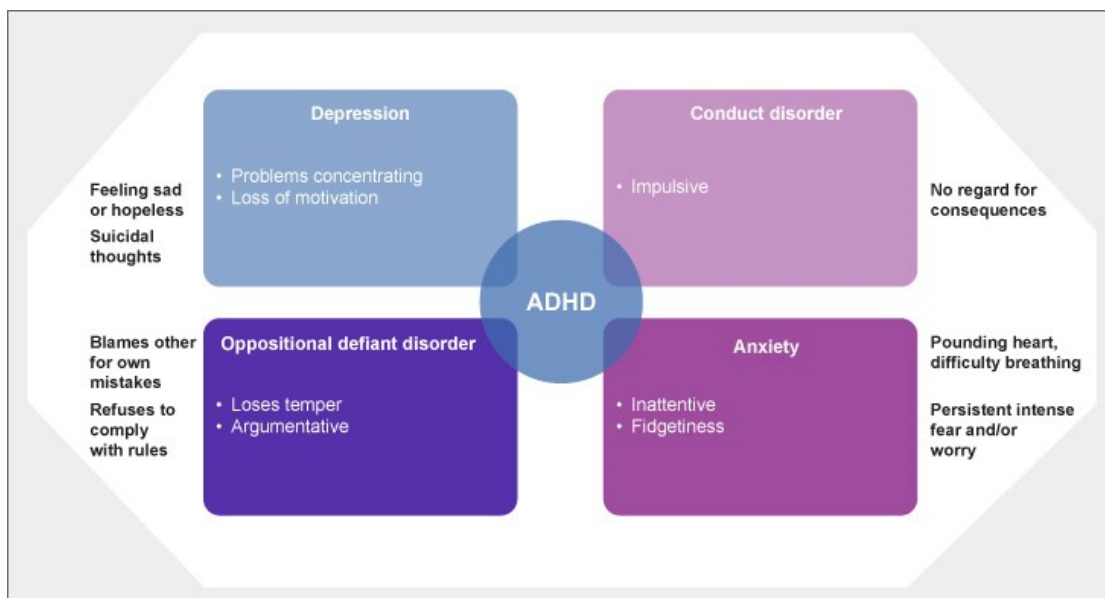 Depression
• Problems concentrating
• Loss of motivation
Feeling sad
or hopeless
Suicidal
thoughts
Conduct disorder
• Impulsive
No regard for
consequences
ADHD
Oppositional defiant disorder
• Loses temper
• Argumentative
Blames other
for own
mistakes
Refuses to
comply
with rules
Anxiety
• Inattentive
• Fidgetiness
Pounding heart,
difficulty breathing
Persistent intense
fear and/or
worry